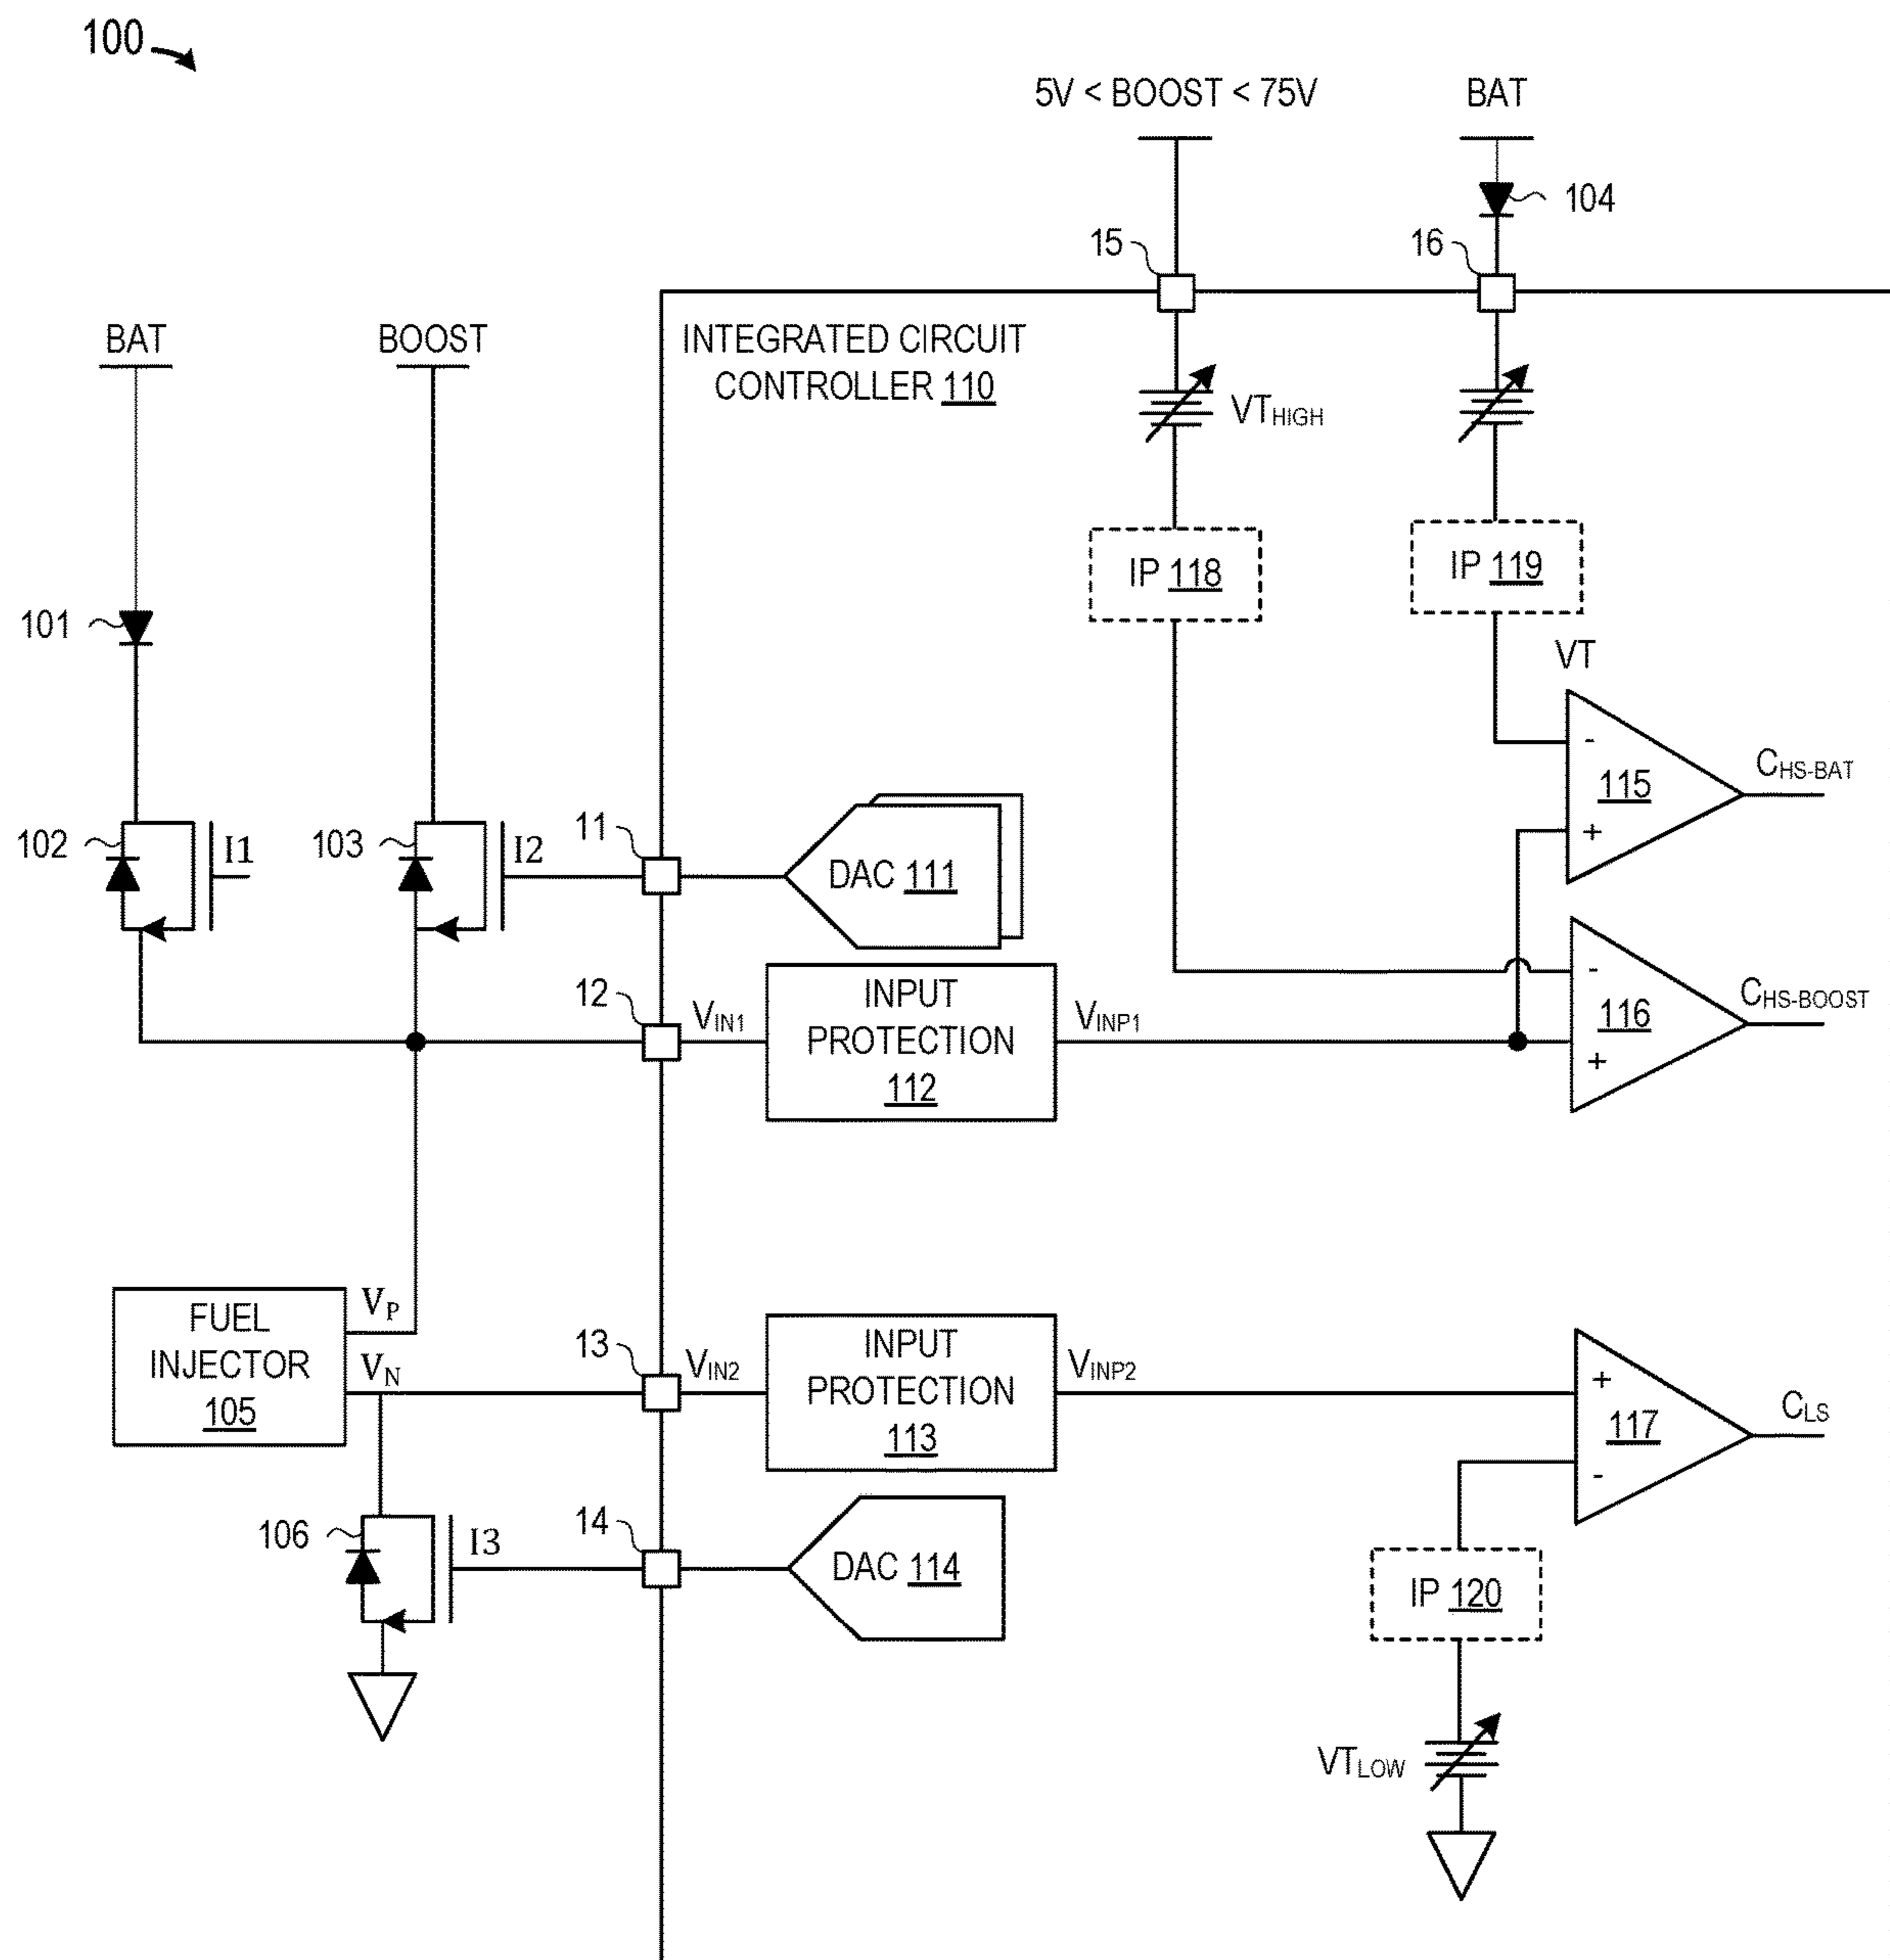 100
5V < BOOST < 75V
BAT
104
15
16
BAT
BOOST
INTEGRATED CIRCUIT
CONTROLLER 110
VTHIGH
IP 118
IP 119
101
VT
-
115
+
CHS-BAT
102
I1
103
I2
11
DAC 111
12
VIN1
INPUT
PROTECTION
112
VINP1
-
116
+
CHS-BOOST
FUEL
INJECTOR
105
VP
VN
13
VIN2
INPUT
PROTECTION
113
VINP2
+
117
-
CLS
106
I3
14
DAC 114
IP 120
VTLOW